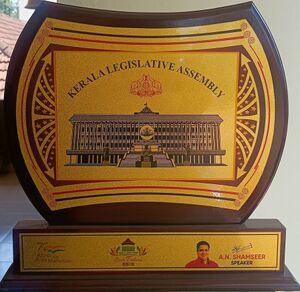 KERALA LEGISLATIVE ASSEMBLY
A.N. SHAMSEER
SPEAKER